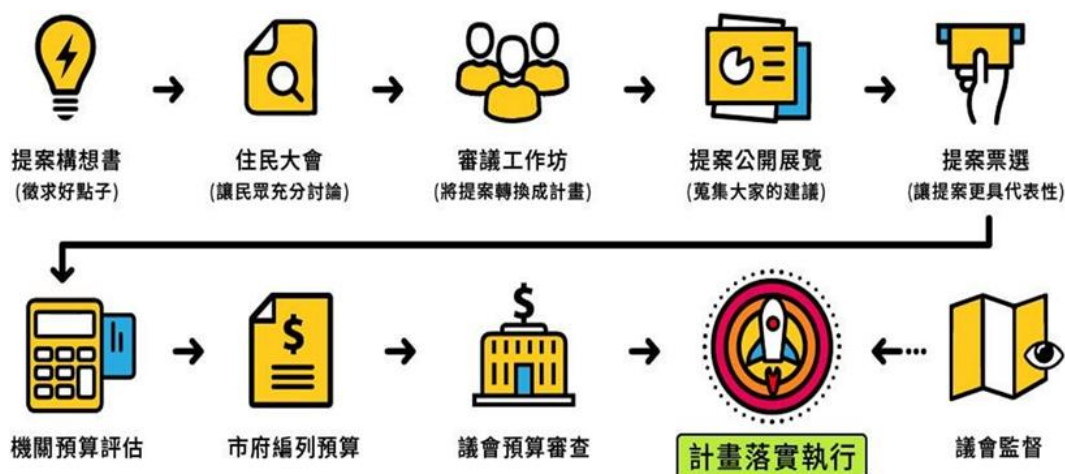 提案構想書
(徵求好點子)
住民大會
(讓民眾充分討論)
審議工作坊
(將提案轉換成計畫)
提案公開展覽
(蒐集大家的建議)
提案票選
(讓提案更具代表性)
機關預算評估
市府編列預算
$
議會預算審查
$
計畫落實執行
議會監督